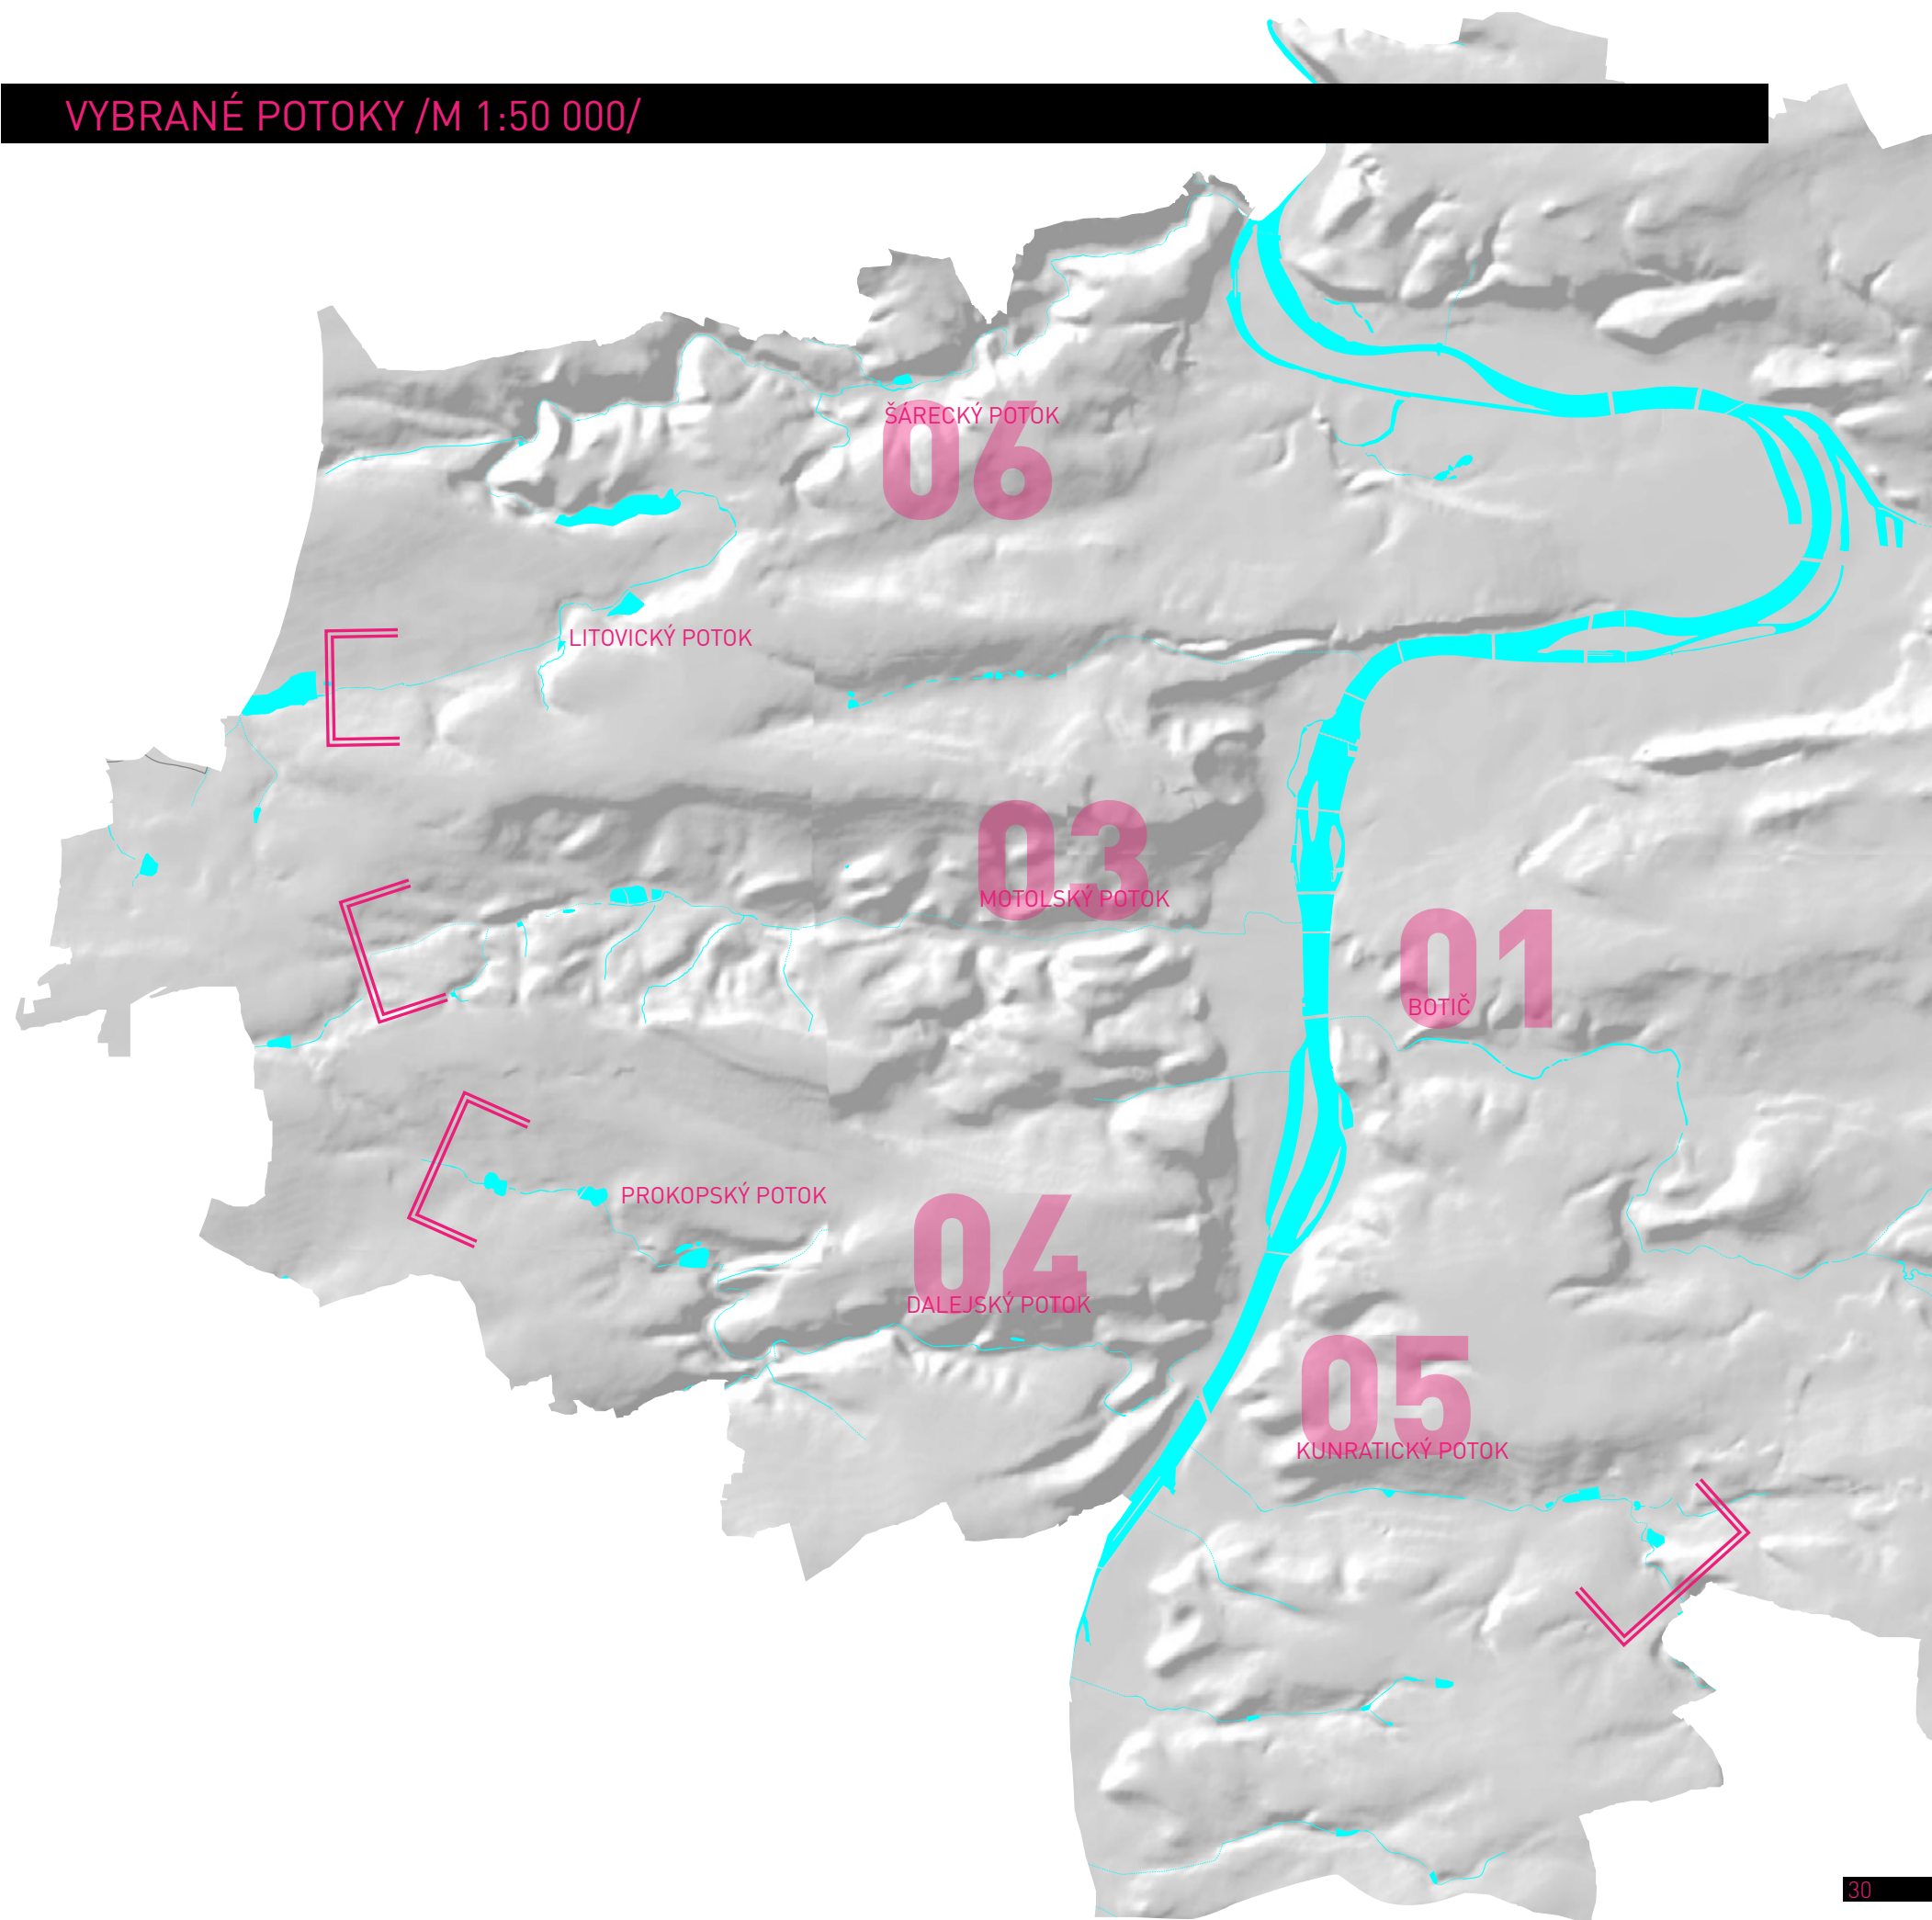 VYBRANÉ POTOKY /M 1:50 000/
06
ŠÁRECKÝ POTOK
LITOVICKÝ POTOK
03
MOTOLSKÝ POTOK
01
BOTIČ
PROKOPSKÝ POTOK
04
DALEJSKÝ POTOK
05
KUNRATICKÝ POTOK
30